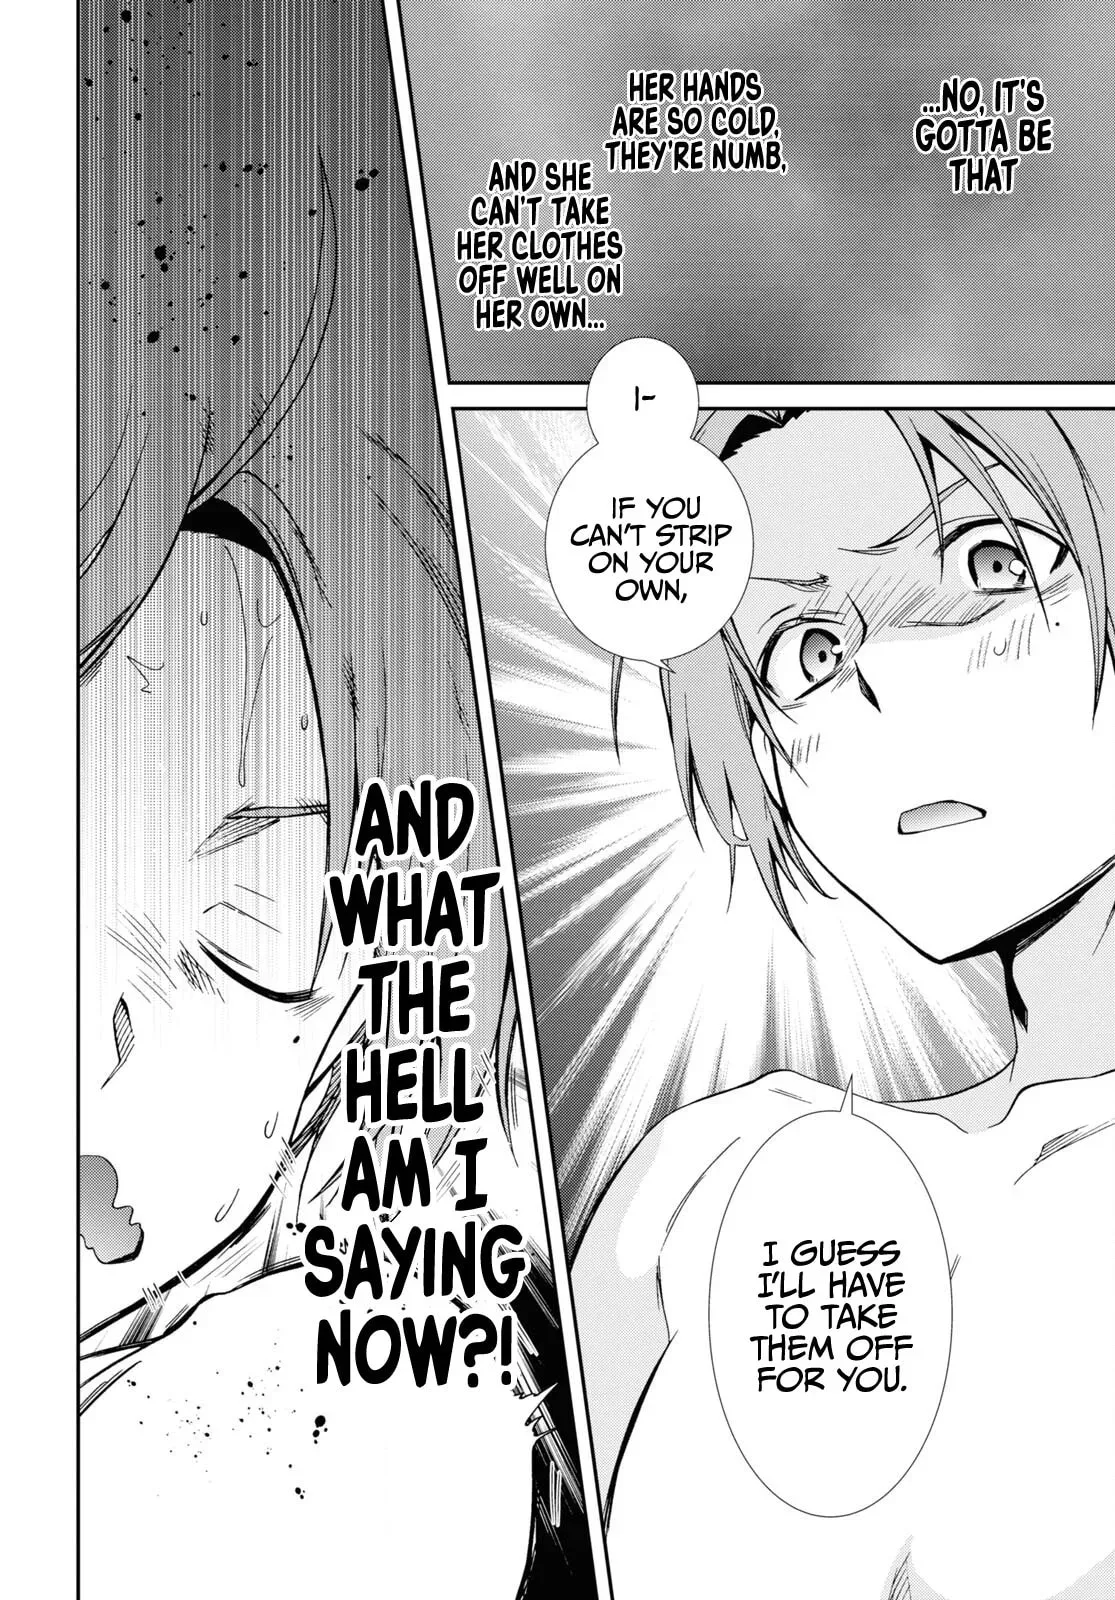 ...NO, IT'S
GOTTA BE
THAT
HER HANDS
ARE SO COLD,
THEY'RE NUMB,
AND SHE
CAN'T TAKE
HER CLOTHES
OFF WELL ON
HER OWN...
I-
IF YOU
CAN'T STRIP
ON YOUR
OWN,
I GUESS
I'LL HAVE
TO TAKE
THEM OFF
FOR YOU.
AND
WHAT
THE
HELL
AM I
SAYING
NOW?!